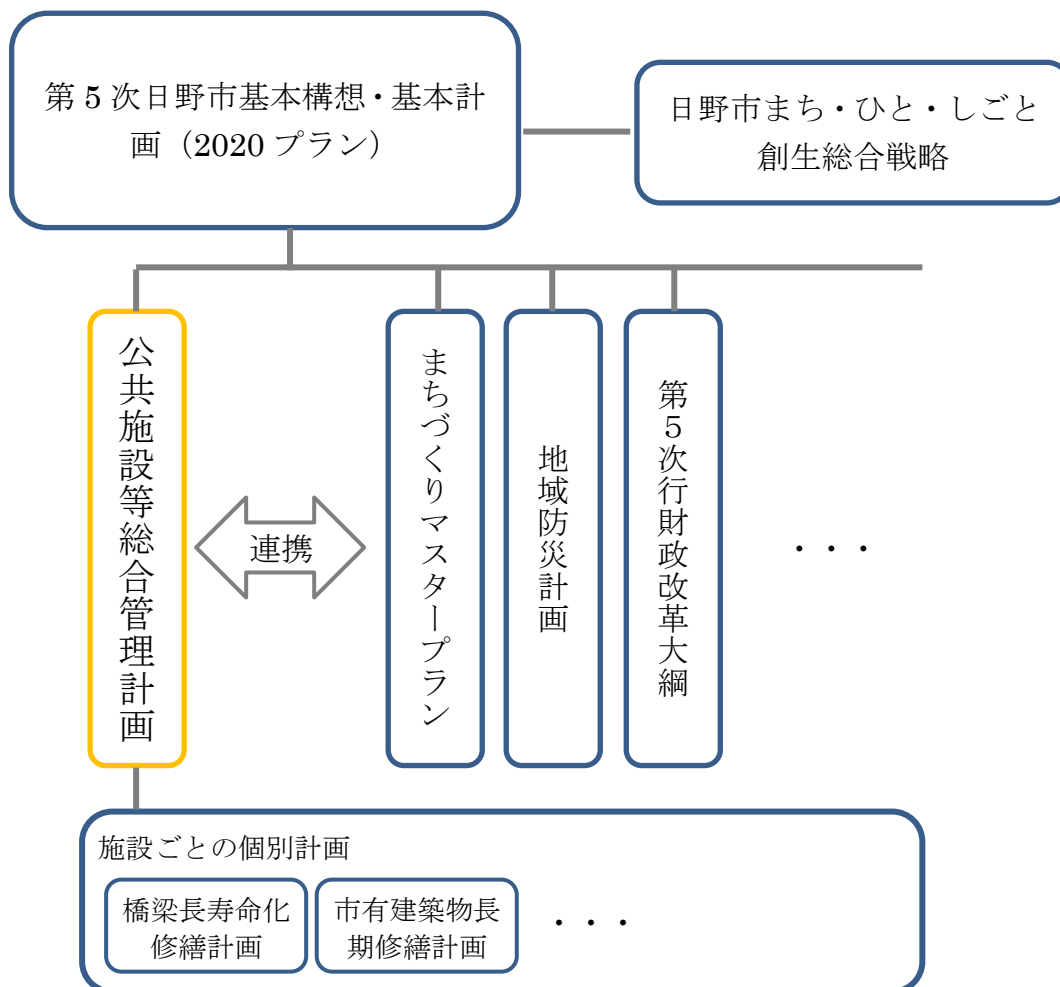 第5次日野市基本構想・基本計
画（2020プラン）
日野市まち・ひと・しごと
創生総合戦略
公共施設等総合管理計画
連携
まちづくりマスタープラン
地域防災計画
第5次行財政改革大綱
・・・
施設ごとの個別計画
橋梁長寿命化
修繕計画
市有建築物長
期修繕計画
・・・